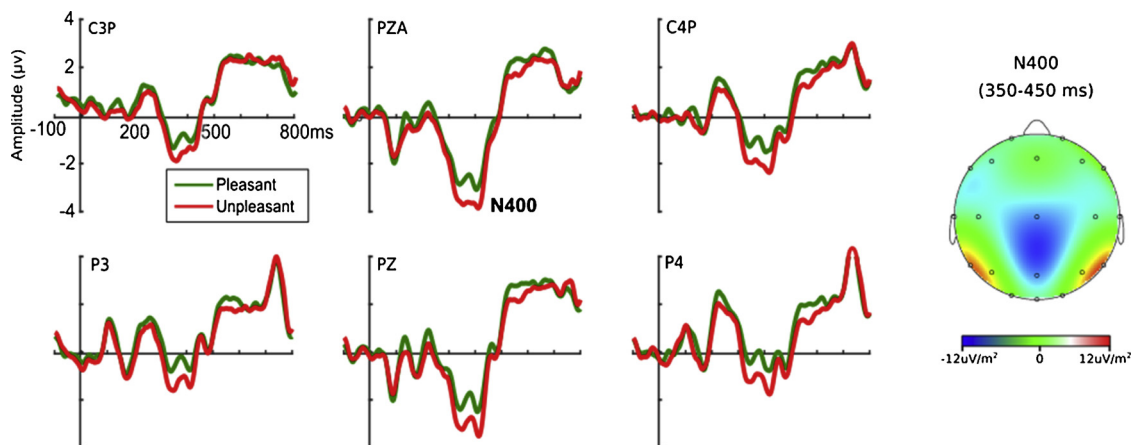 4
C3P
PZA
C4P
2
Amplitude (μv)
-100
200
500
800ms
-2
-4
Pleasant
Unpleasant
N400
N400
(350-450 ms)
P3
PZ
P4
-12uV/m²
0
12uV/m²